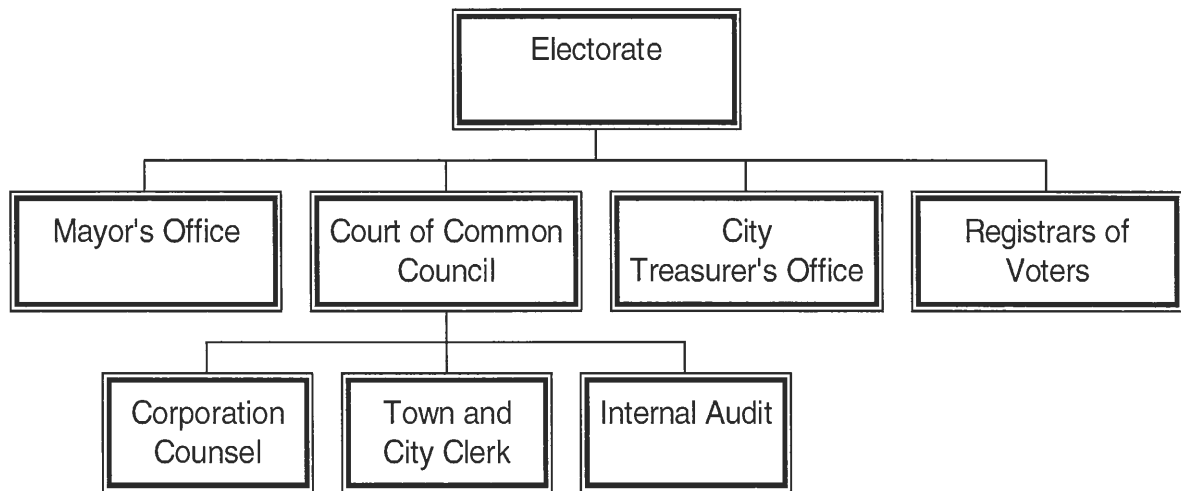 Electorate
Mayor's Office
Court of Common
Council
City
Treasurer's Office
Registrars of
Voters
Corporation
Counsel
Town and
City Clerk
Internal Audit